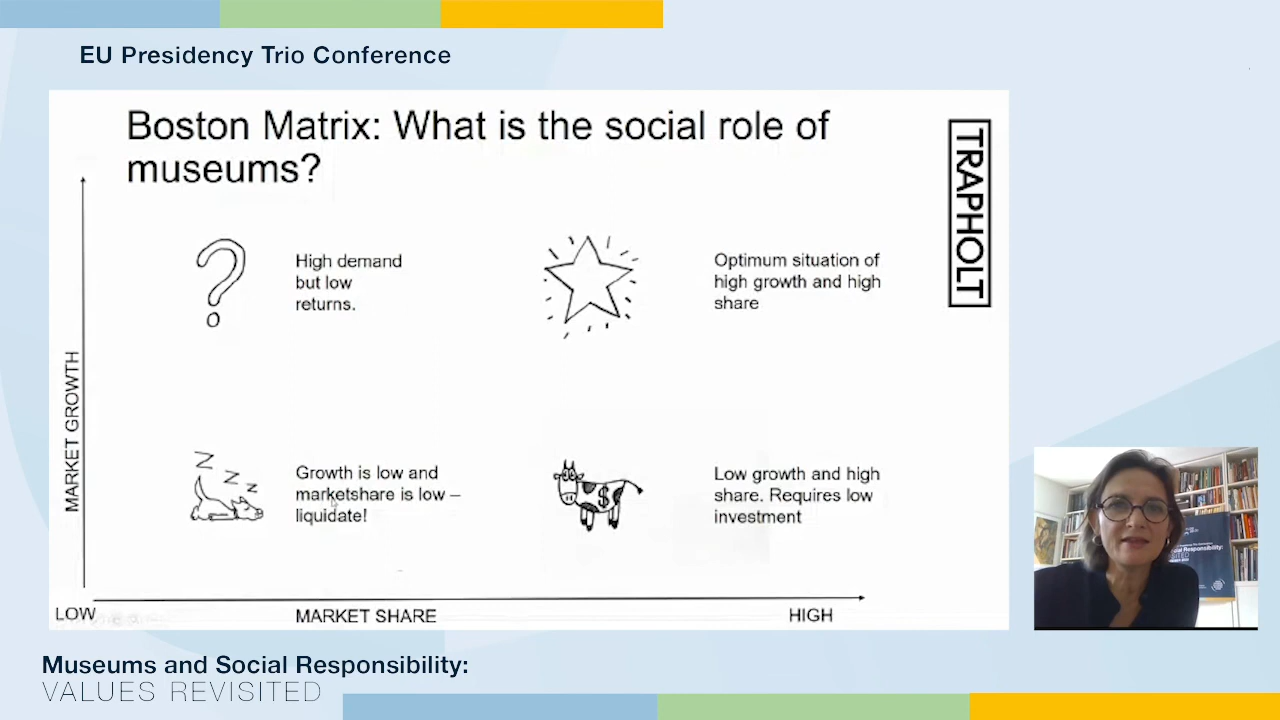 EU Presidency Trio Conference
Boston Matrix: What is the social role of
museums?
TRAPHOLT
High demand
but low
returns.
Optimum situation of
high growth and high
share
MARKET GROWTH
Z
Z
Z
Growth is low and
marketshare is low –
liquidate!
$
Low growth and high
share. Requires low
investment
LOW
MARKET SHARE
HIGH
Museums and Social Responsibility:
VALUES REVISITED